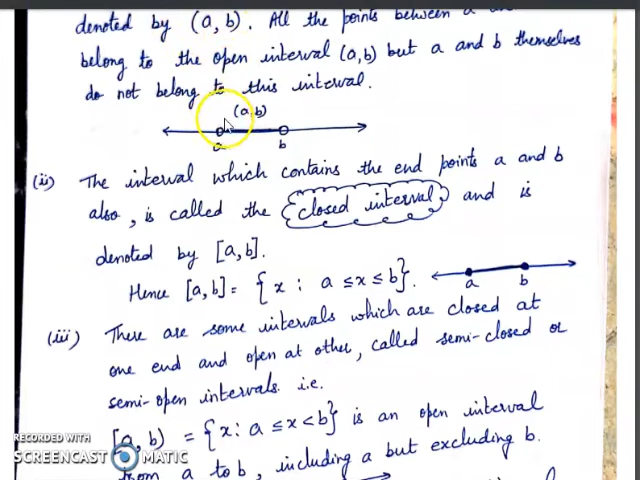 denoted by (a, b). All the points between a
belong to the open interval (a, b) but a and b themselves
do not belong to this interval.
(a, b)
a b
(ii) The interval which contains the end points a and b
also, is called the closed interval and is
denoted by [a, b].
Hence [a, b] = {x : a ≤ x ≤ b}.
a b
(iii) There are some intervals which are closed at
one end and open at other, called semi-closed or
semi-open intervals i.e.
[a, b) = {x : a ≤ x < b} is an open interval
from a to b, including a but excluding b.
RECORDED WITH
SCREENCAST MATIC